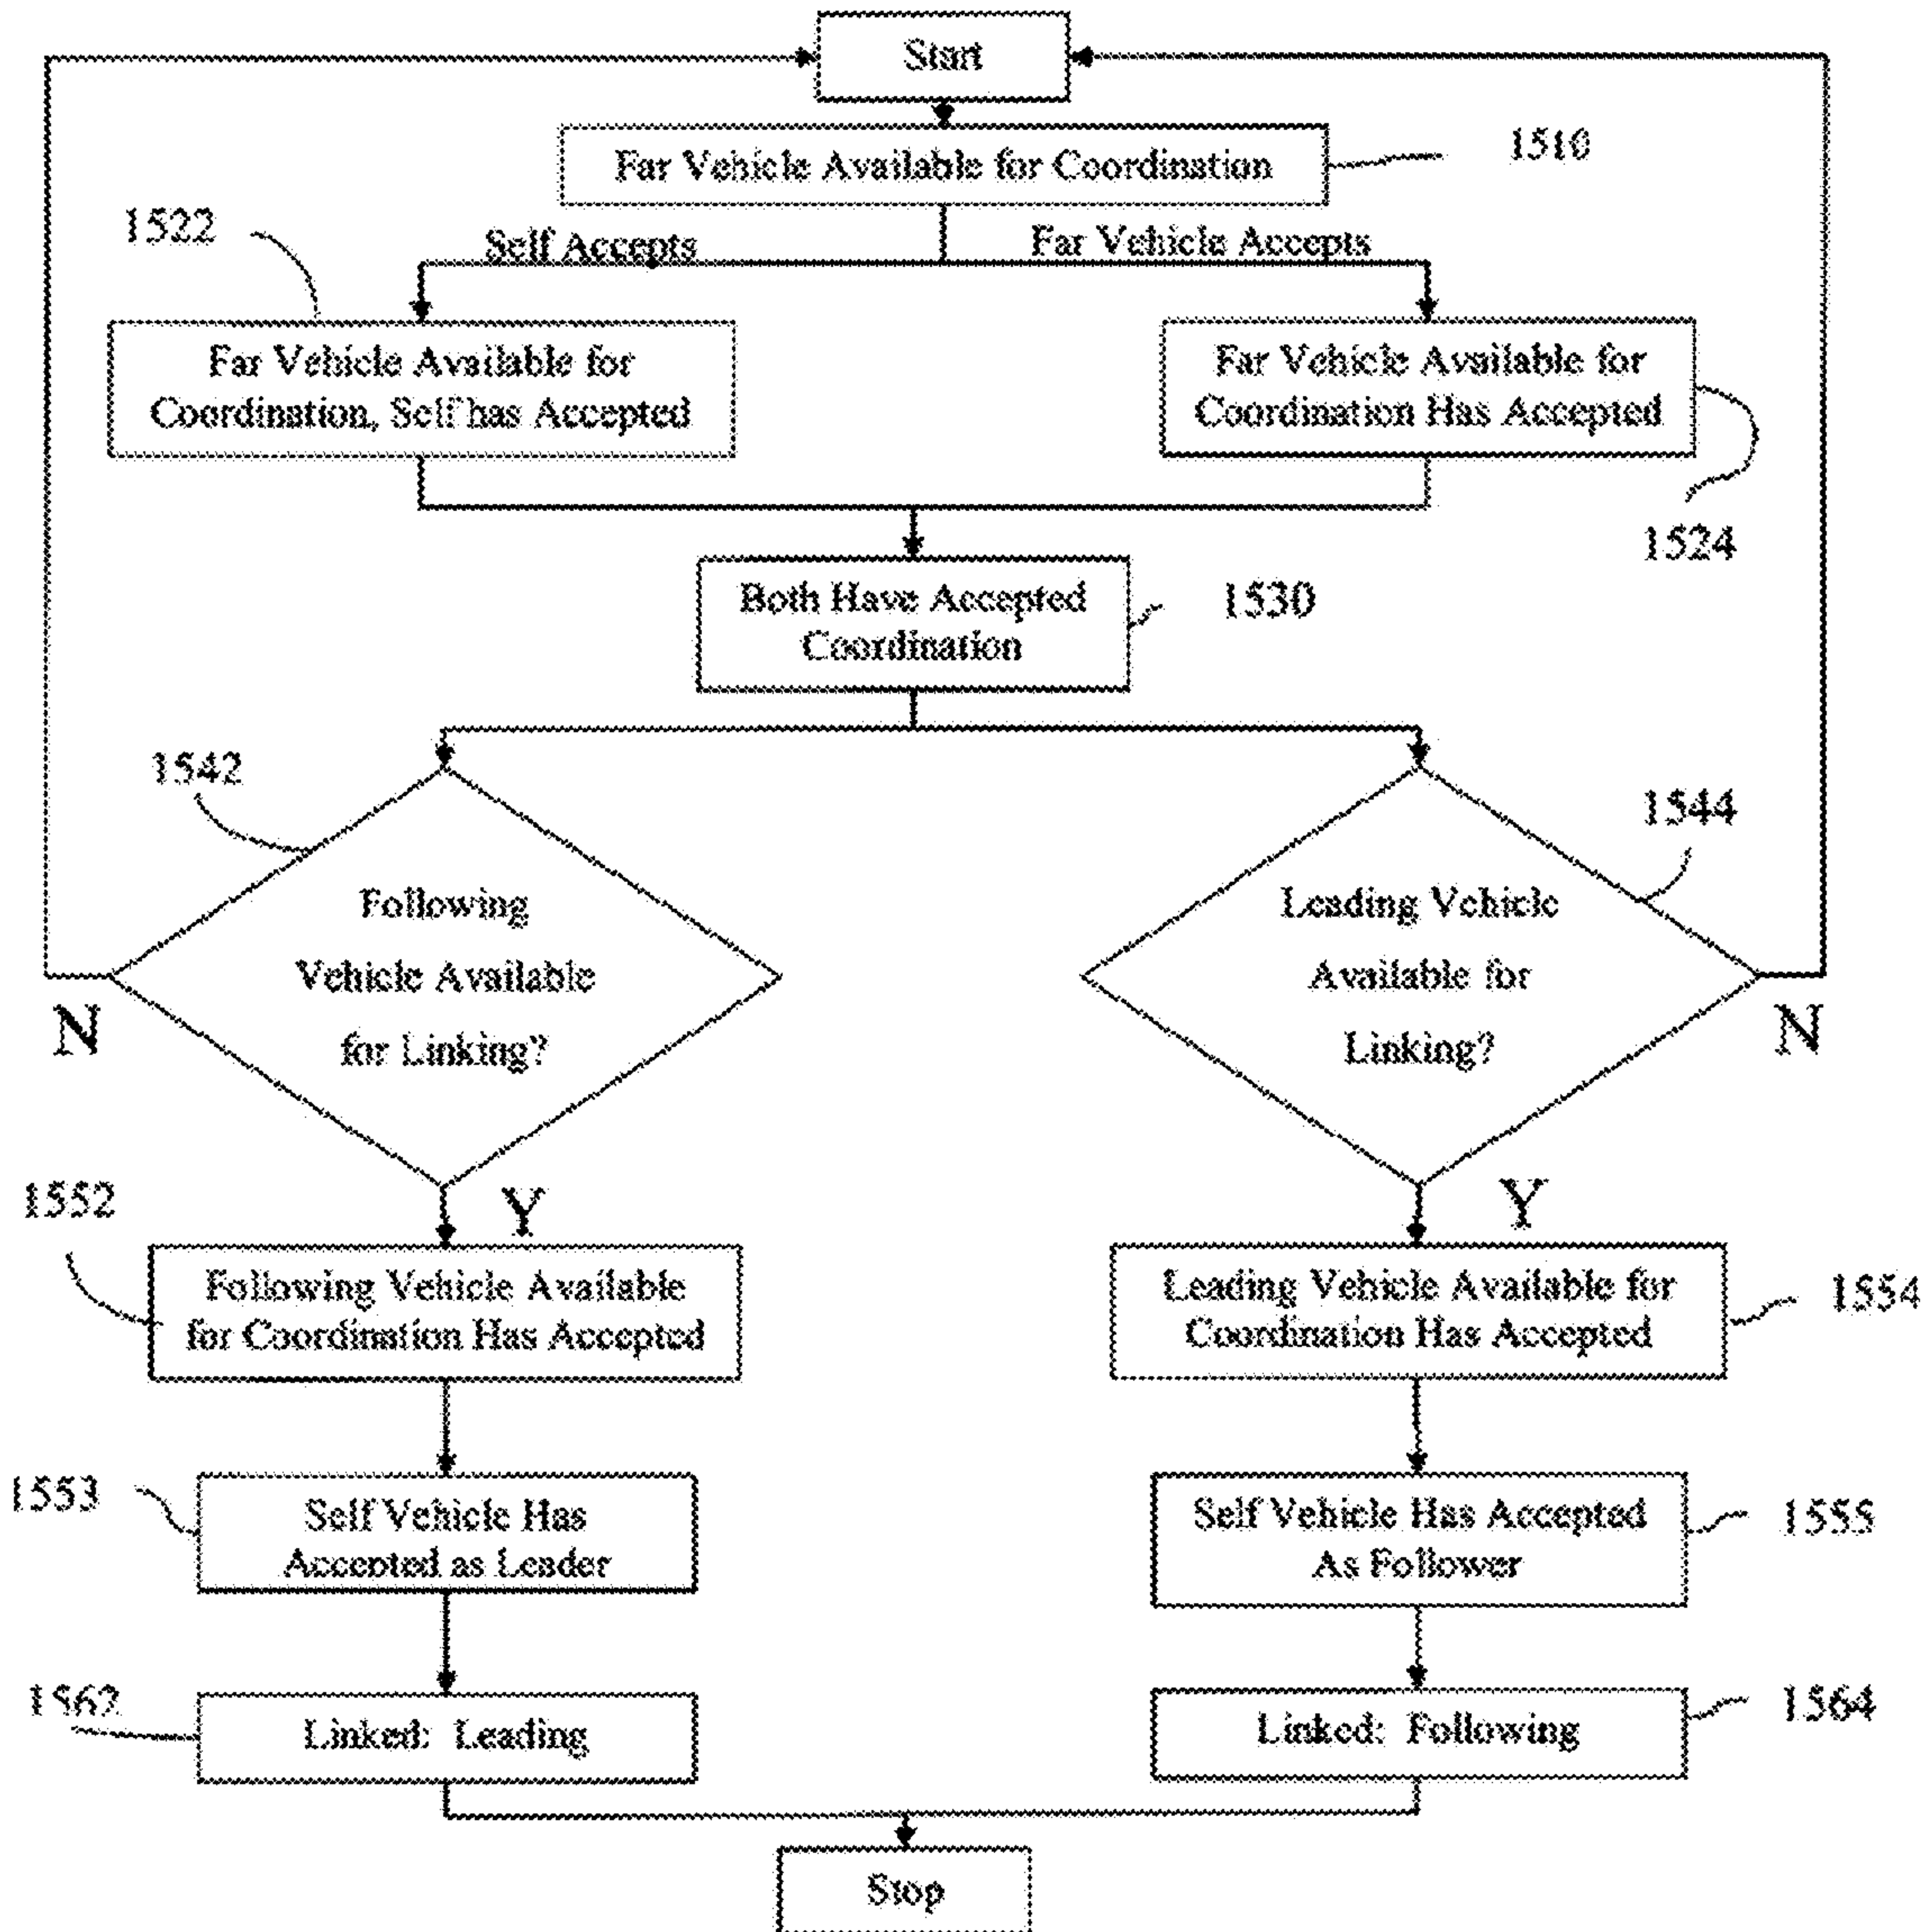 Start
Far Vehicle Available for Coordination
1510
1522
Self Accepts
Far Vehicle Accepts
Far Vehicle Available for
Coordination, Self has Accepted
Far Vehicle Available for
Coordination Has Accepted
1524
Both Have Accepted
Coordination
1530
1542
Following
Vehicle Available
for Linking?
N
1544
Leading Vehicle
Available for
Linking?
N
Y
Y
1552
Following Vehicle Available
for Coordination Has Accepted
Leading Vehicle Available for
Coordination Has Accepted
1554
1553
Self Vehicle Has
Accepted as Leader
Self Vehicle Has Accepted
As Follower
1555
1562
Linked: Leading
Linked: Following
1564
Stop